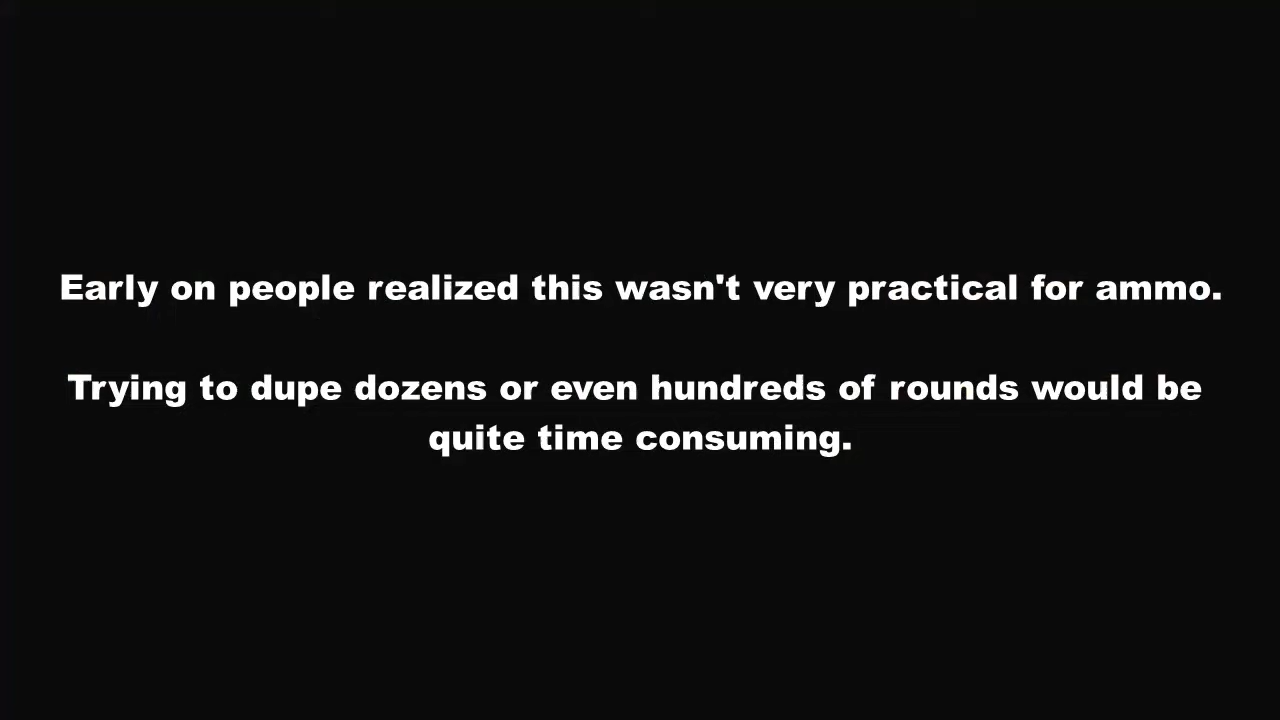 Early on people realized this wasn't very practical for ammo.
Trying to dupe dozens or even hundreds of rounds would be
quite time consuming.